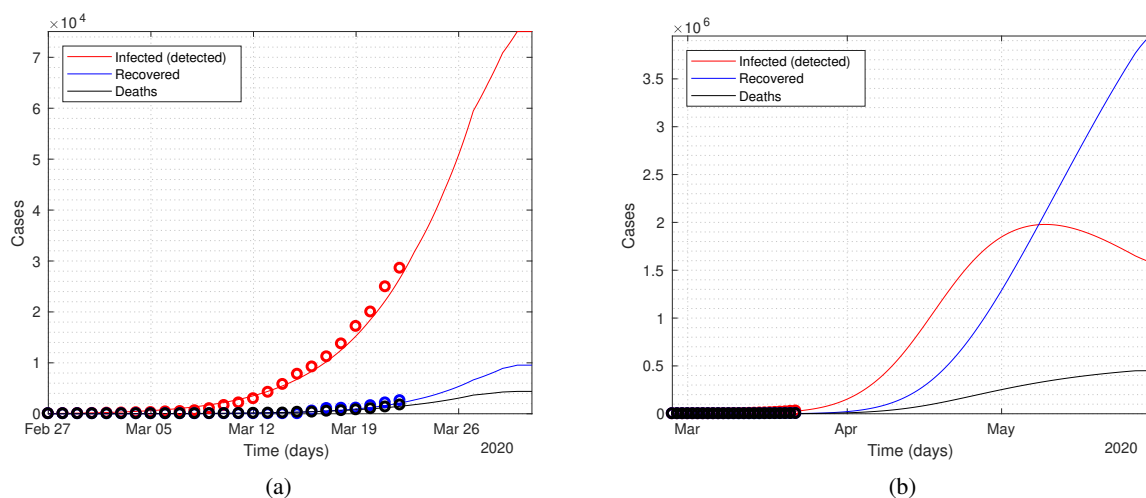 ×10⁴
7
6
5
4
3
2
1
0
Cases
Infected (detected)
Recovered
Deaths
Feb 27 Mar 05 Mar 12 Mar 19 Mar 26
Time (days) 2020
(a)
×10⁶
3.5
3
2.5
2
1.5
1
0.5
0
Cases
Infected (detected)
Recovered
Deaths
Mar Apr May
Time (days) 2020
(b)